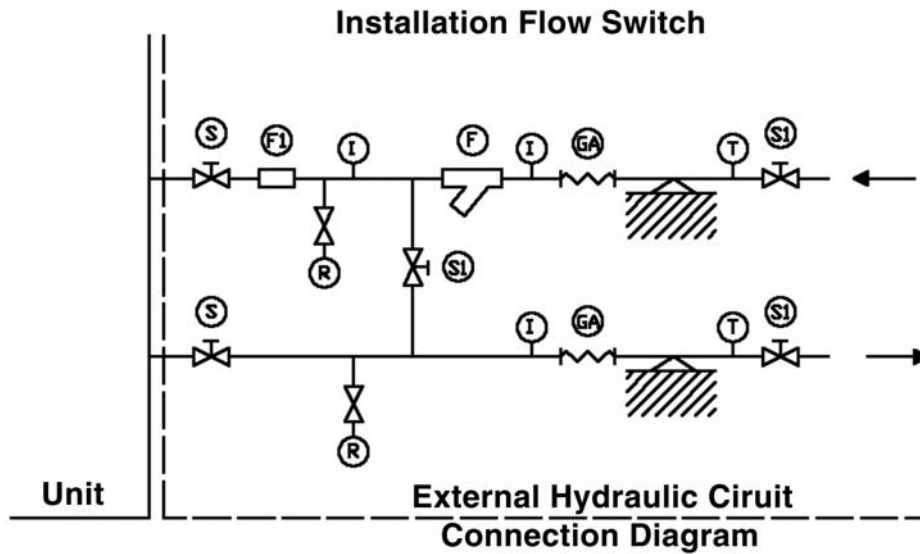 Installation Flow Switch
S F1 I F I GA T S1
R S1
S I GA T S1
R
Unit
External Hydraulic Ciruit
Connection Diagram